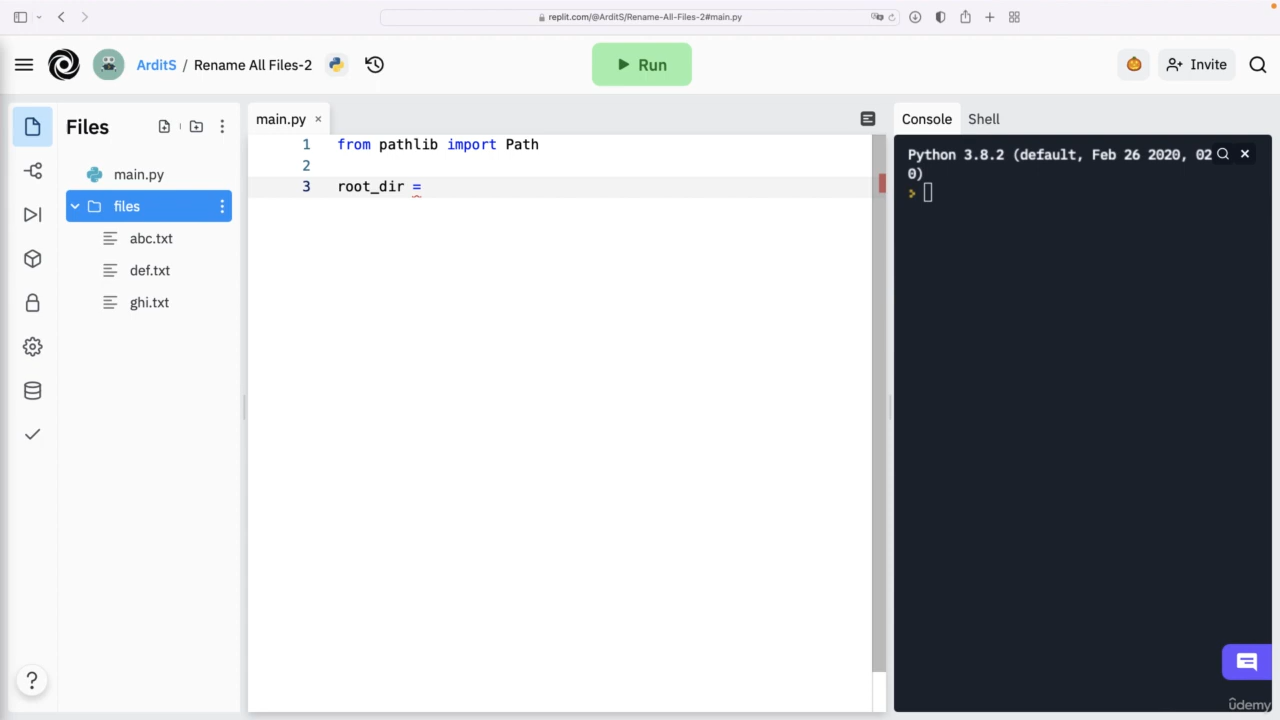 replit.com/@ArditS/Rename-All-Files-2#main.py
ArditS / Rename All Files-2
Run
Invite
Files
main.py
files
abc.txt
def.txt
ghi.txt
main.py ×
1 from pathlib import Path
2
3 root_dir =
Console
Shell
Python 3.8.2 (default, Feb 26 2020, 02
0)
>
?
ûdemy